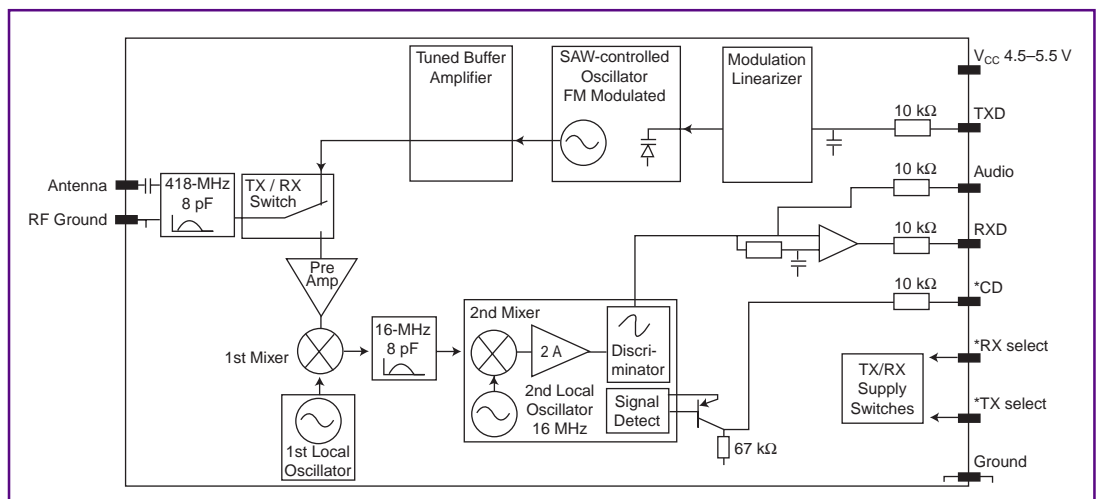 Tuned Buffer
Amplifier
SAW-controlled
Oscillator
FM Modulated
Modulation
Linearizer
VCC 4.5–5.5 V
10 kΩ
TXD
10 kΩ
Audio
10 kΩ
RXD
10 kΩ
*CD
*RX select
*TX select
Ground
Antenna
RF Ground
418-MHz
8 pF
TX / RX
Switch
Pre
Amp
1st Mixer
1st Local
Oscillator
16-MHz
8 pF
2nd Mixer
2 A
Discri-
minator
2nd Local
Oscillator
16 MHz
Signal
Detect
67 kΩ
TX/RX
Supply
Switches